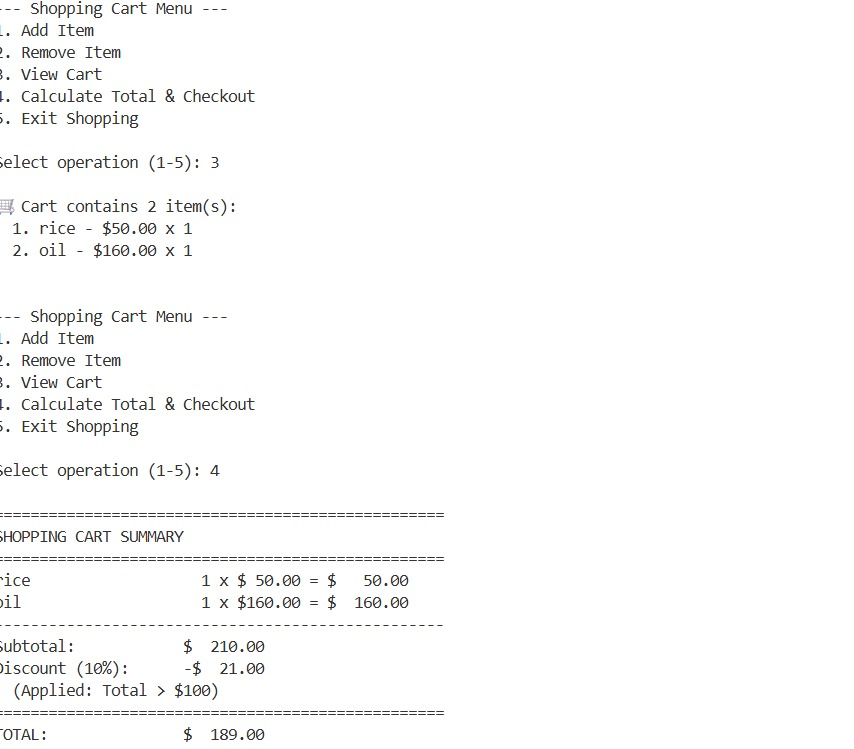 --- Shopping Cart Menu ---
1. Add Item
2. Remove Item
3. View Cart
4. Calculate Total & Checkout
5. Exit Shopping
Select operation (1-5): 3
🛒 Cart contains 2 item(s):
1. rice - $50.00 x 1
2. oil - $160.00 x 1
--- Shopping Cart Menu ---
1. Add Item
2. Remove Item
3. View Cart
4. Calculate Total & Checkout
5. Exit Shopping
Select operation (1-5): 4
==================================================
SHOPPING CART SUMMARY
==================================================
rice                   1 x $ 50.00 = $   50.00
oil                    1 x $160.00 = $  160.00
--------------------------------------------------
Subtotal:            $  210.00
Discount (10%):      -$  21.00
(Applied: Total > $100)
==================================================
TOTAL:               $  189.00